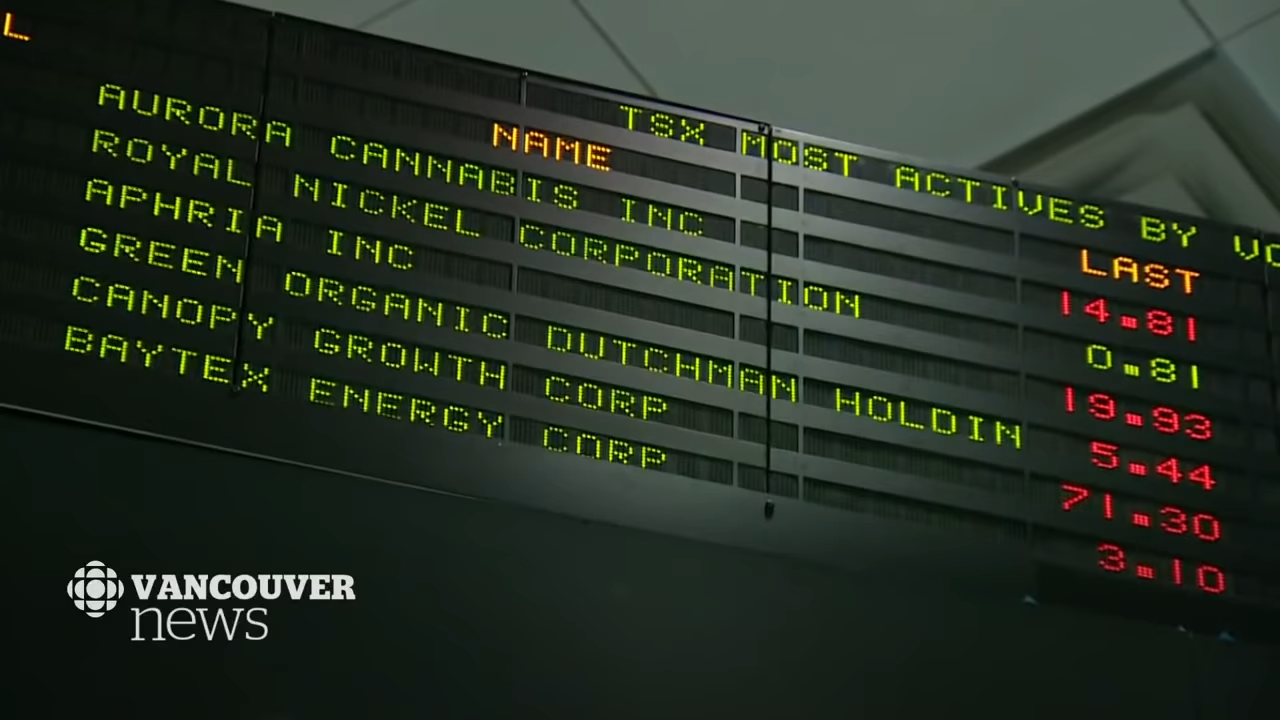 L
TSX MOST ACTIVES BY VO
NAME LAST
AURORA CANNABIS INC 14.81
ROYAL NICKEL CORPORATION 0.81
APHRIA INC 19.93
GREEN ORGANIC DUTCHMAN HOLDIN 5.44
CANOPY GROWTH CORP 71.30
BAYTEX ENERGY CORP 3.10
VANCOUVER
news